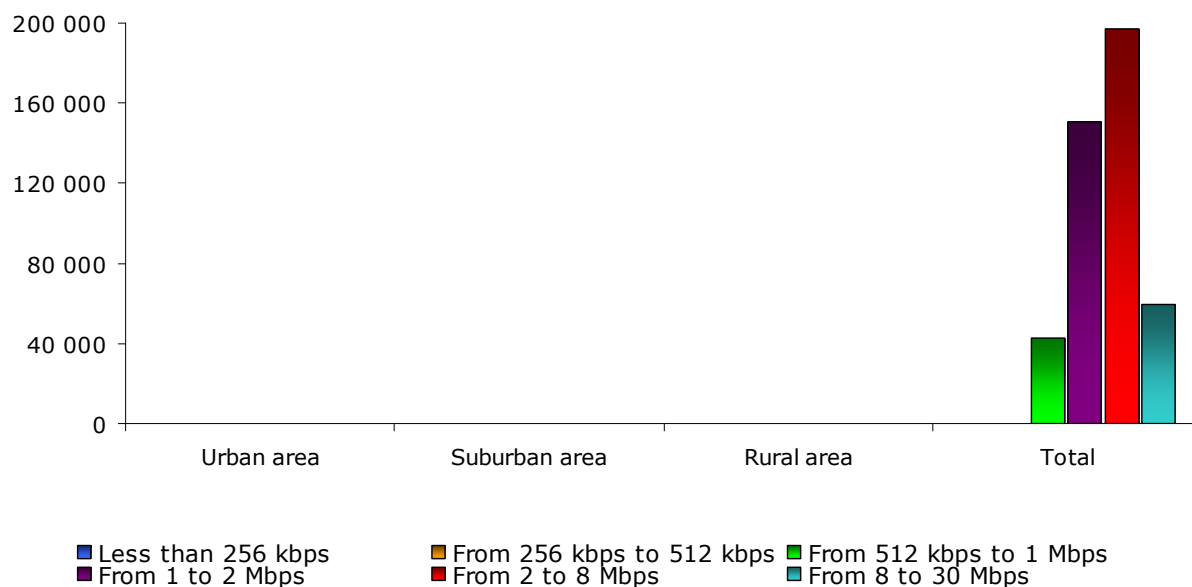 200 000
160 000
120 000
80 000
40 000
0
Urban area Suburban area Rural area Total
Less than 256 kbps From 256 kbps to 512 kbps From 512 kbps to 1 Mbps
From 1 to 2 Mbps From 2 to 8 Mbps From 8 to 30 Mbps